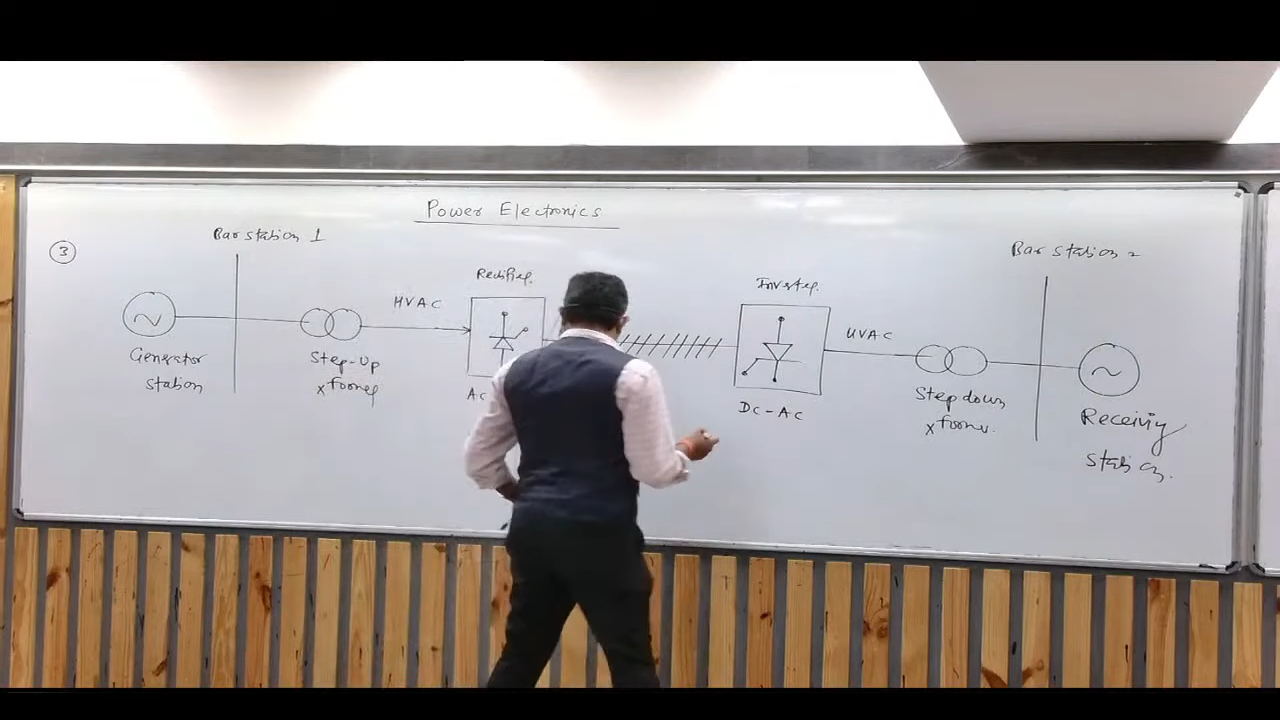 Power Electronics
3
Bar station 1
Bar station 2
Rectifier
Inverter
HVAC
HVAC
Generator
station
Step-up
xformer
AC
DC-AC
Step down
xformer
Receiving
station